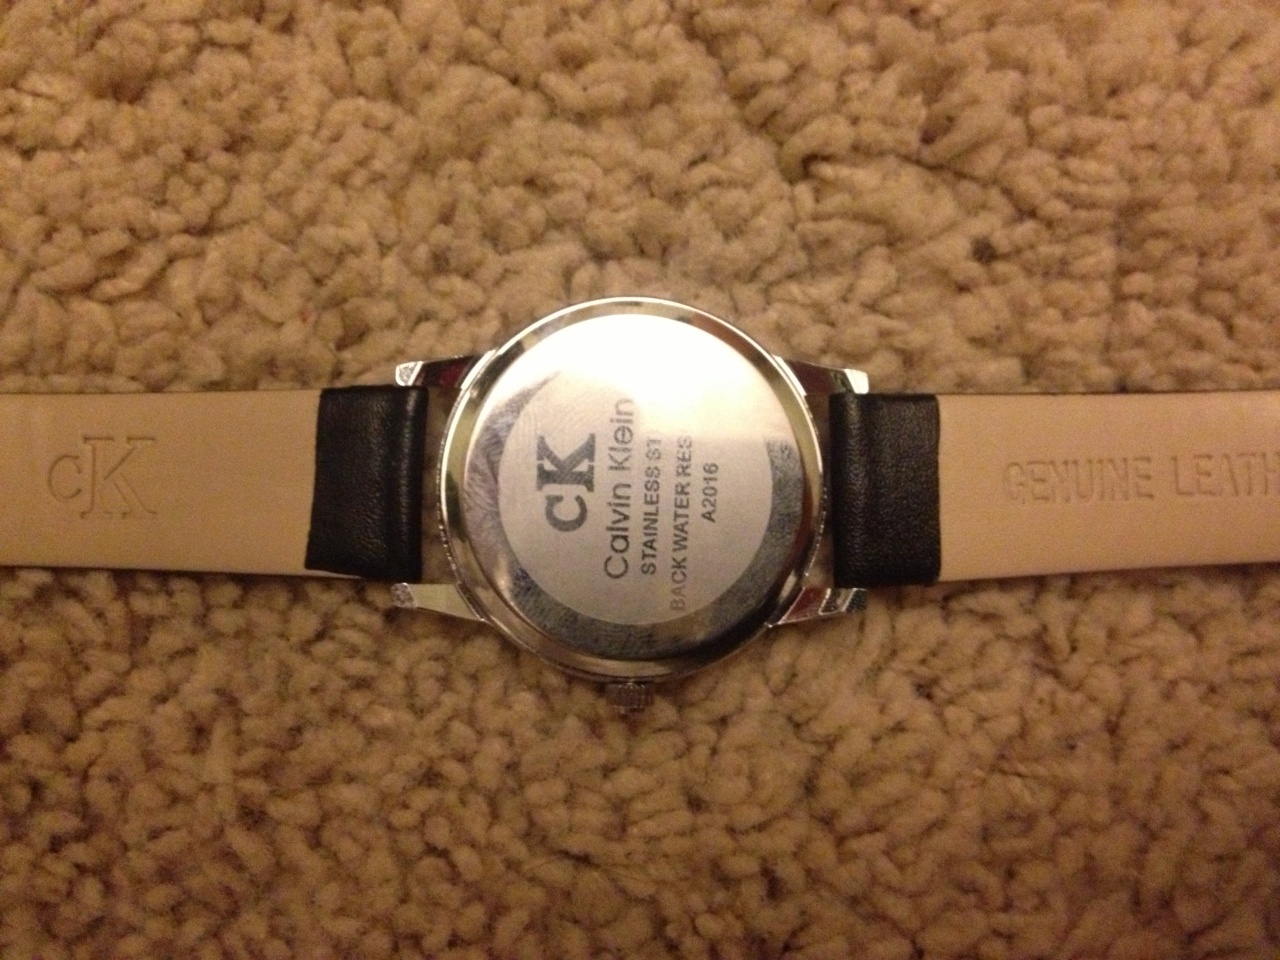 cK
cK
Calvin Klein
STAINLESS ST
BACK WATER RES
A2016
GENUINE LEATH